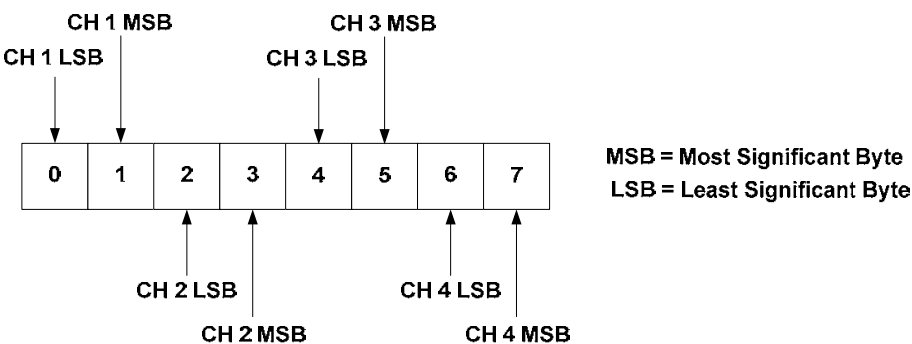 CH 1 MSB
CH 3 MSB
CH 1 LSB
CH 3 LSB
0 1 2 3 4 5 6 7
MSB = Most Significant Byte
LSB = Least Significant Byte
CH 2 LSB
CH 4 LSB
CH 2 MSB
CH 4 MSB